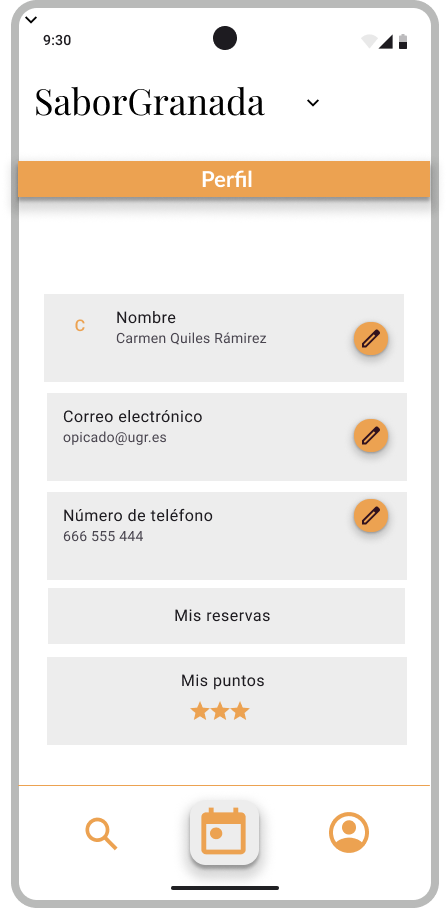 9:30
SaborGranada
Perfil
C
Nombre
Carmen Quiles Rámirez
Correo electrónico
opicado@ugr.es
Número de teléfono
666 555 444
Mis reservas
Mis puntos